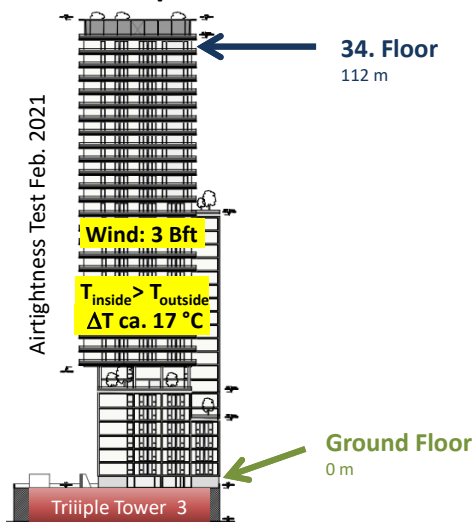 34. Floor
112 m
Airtightness Test Feb. 2021
Wind: 3 Bft
Tinside> Toutside
ΔT ca. 17 °C
Ground Floor
0 m
Triiiple Tower 3